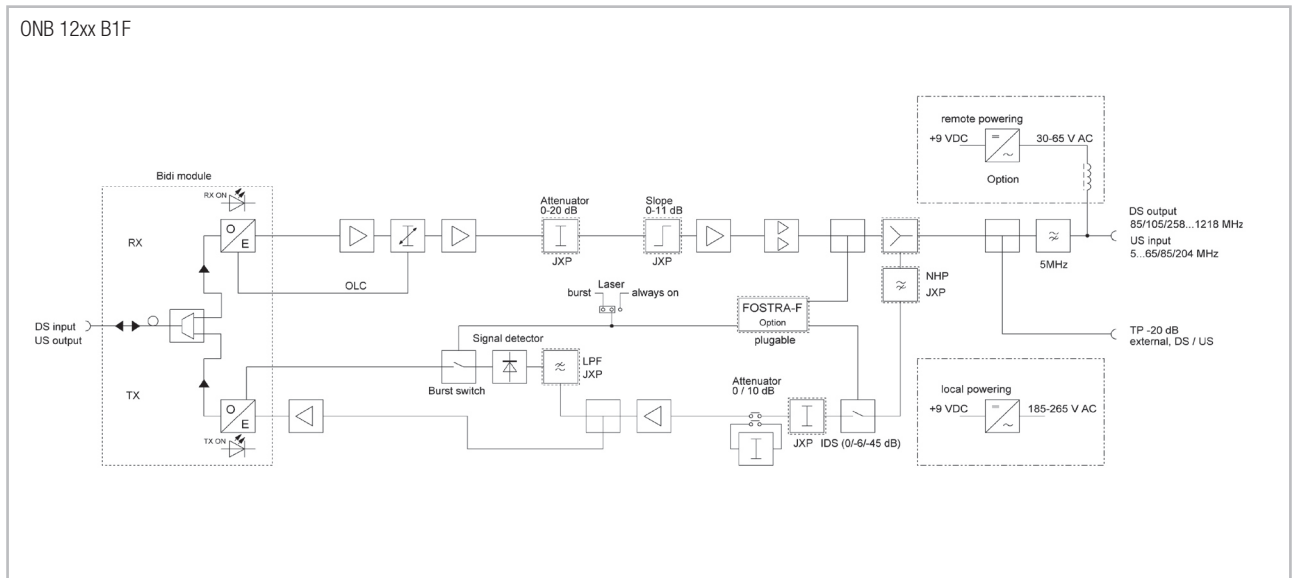 ONB 12xx B1F
remote powering
+9 VDC
30-65 V AC
Option
Bidi module
RX ON
RX
O
E
OLC
Attenuator
0-20 dB
JXP
Slope
0-11 dB
JXP
DS output
85/105/258...1218 MHz
US input
5...65/85/204 MHz
5MHz
NHP
JXP
Laser
burst
always on
FOSTRA-F
Option
plugable
DS input
US output
Signal detector
LPF
JXP
Burst switch
TP -20 dB
external, DS / US
TX
O
E
TX ON
Attenuator
0 / 10 dB
JXP
IDS (0/-6/-45 dB)
local powering
+9 VDC
185-265 V AC